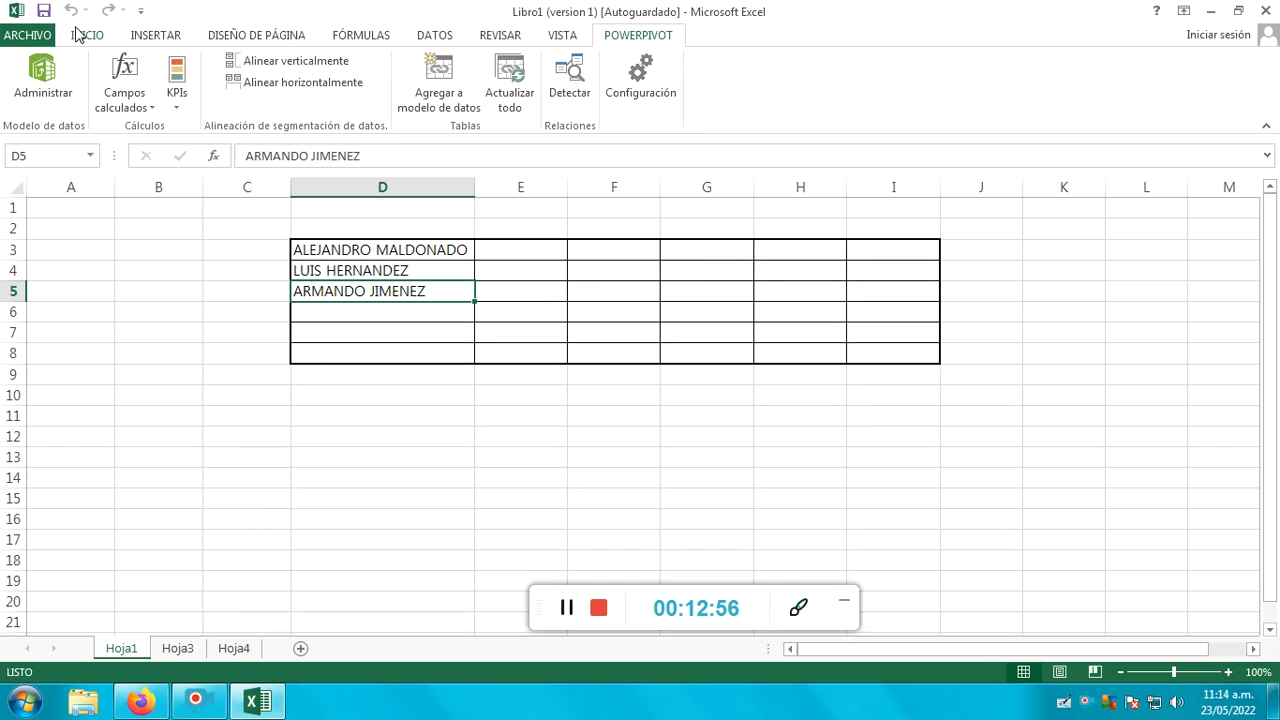 Libro1 (version 1) [Autoguardado] - Microsoft Excel
?
ARCHIVO INICIO INSERTAR DISEÑO DE PÁGINA FÓRMULAS DATOS REVISAR VISTA POWERPIVOT Iniciar sesión
Administrar
Campos calculados
KPIs
Alinear verticalmente
Alinear horizontalmente
Agregar a modelo de datos
Actualizar todo
Detectar
Configuración
Modelo de datos Cálculos Alineación de segmentación de datos. Tablas Relaciones
D5 fx ARMANDO JIMENEZ
A B C D E F G H I J K L M
1
2
3 ALEJANDRO MALDONADO
4 LUIS HERNANDEZ
5 ARMANDO JIMENEZ
6
7
8
9
10
11
12
13
14
15
16
17
18
19
20
21
00:12:56
Hoja1 Hoja3 Hoja4
LISTO 100%
11:14 a.m.
23/05/2022